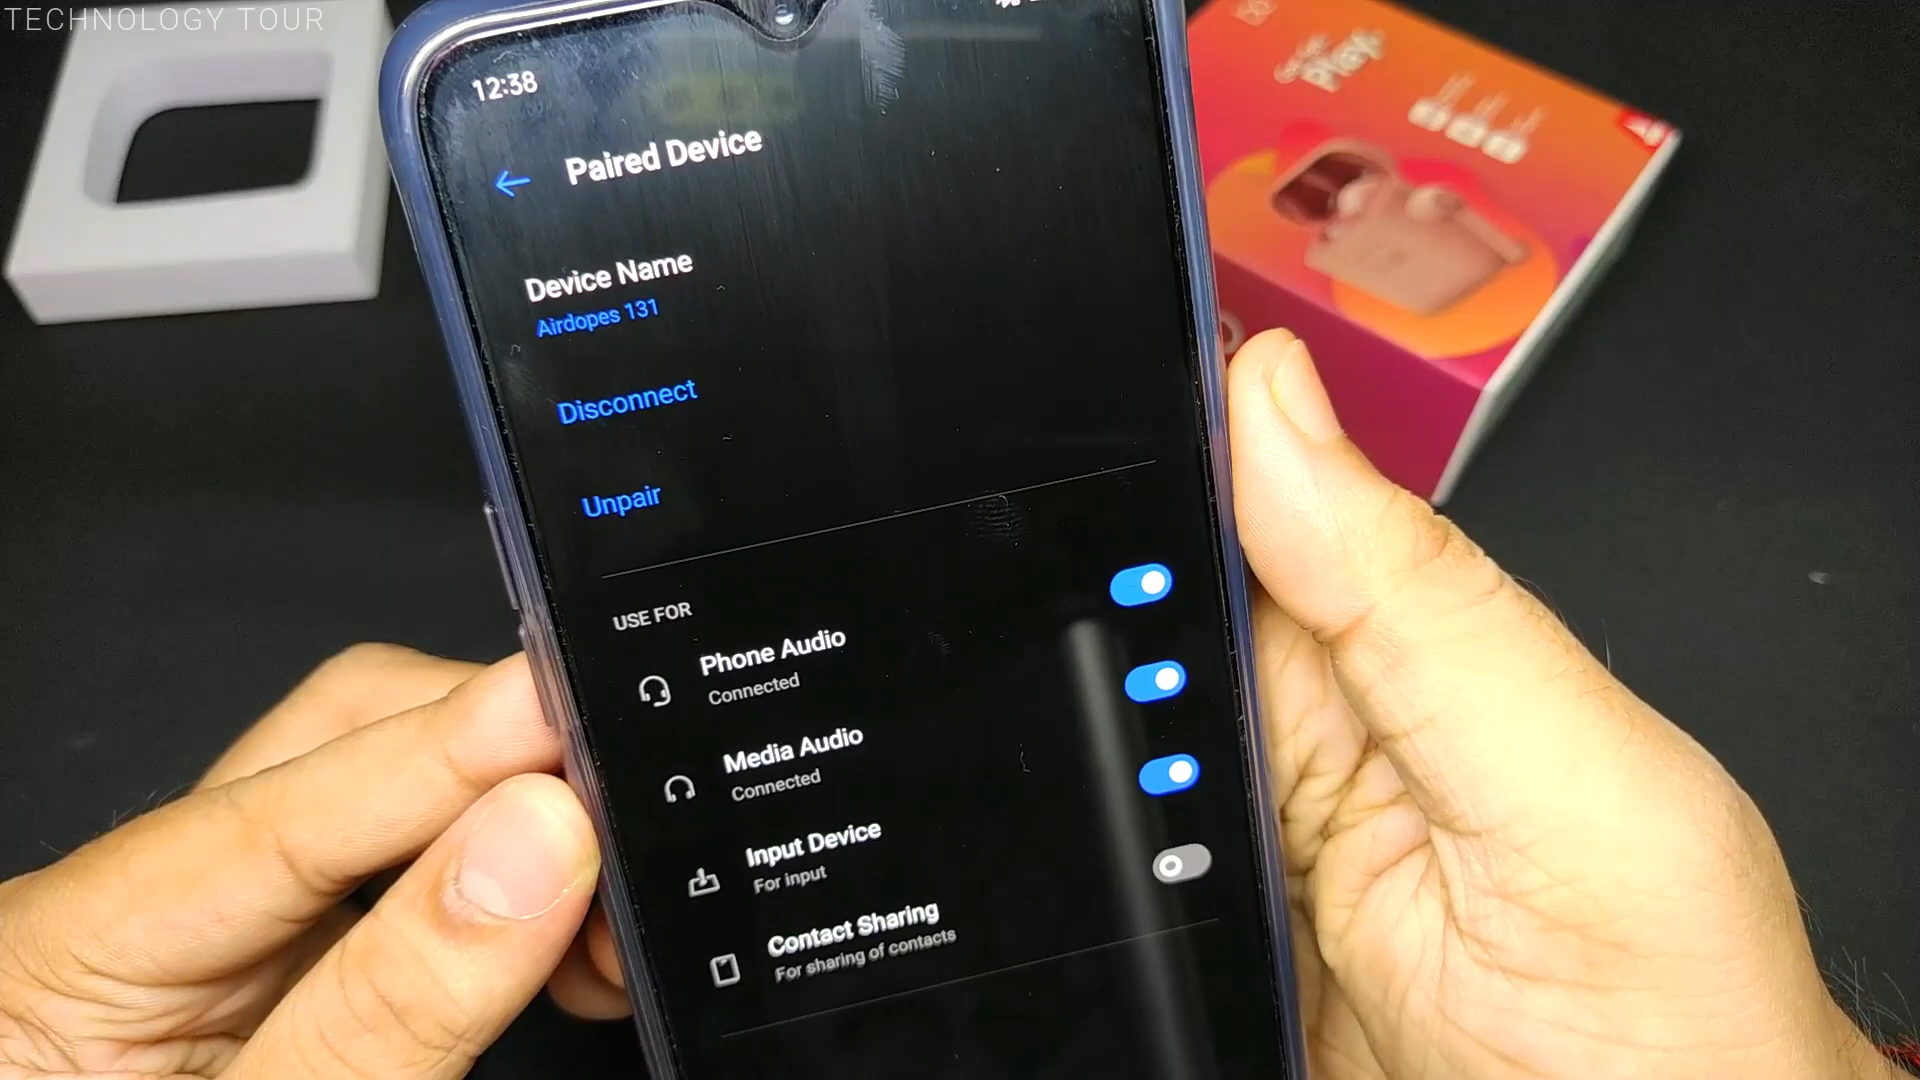 TECHNOLOGY TOUR
12:38
Paired Device
Device Name
Airdopes 131
Disconnect
Unpair
USE FOR
Phone Audio
Connected
Media Audio
Connected
Input Device
For input
Contact Sharing
For sharing of contacts
Play